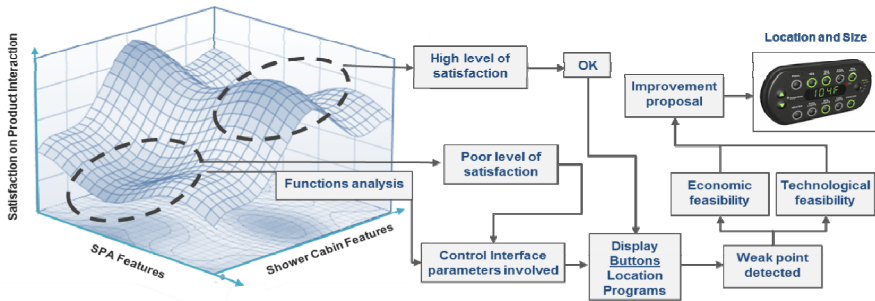 Satisfaction on Product Interaction
SPA Features
Shower Cabin Features
High level of
satisfaction
OK
Poor level of
satisfaction
Functions analysis
Control Interface
parameters involved
Display
Buttons
Location
Programs
Weak point
detected
Economic
feasibility
Technological
feasibility
Improvement
proposal
Location and Size
104F